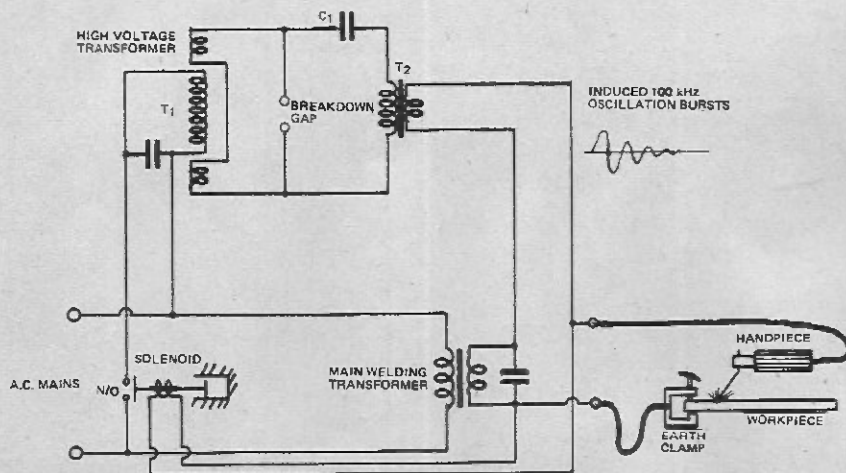 HIGH VOLTAGE
TRANSFORMER
C1
T2
T1
BREAKDOWN
GAP
INDUCED 100 kHz
OSCILLATION BURSTS
SOLENOID
A.C. MAINS
N/O
MAIN WELDING
TRANSFORMER
HANDPIECE
WORKPIECE
EARTH
CLAMP